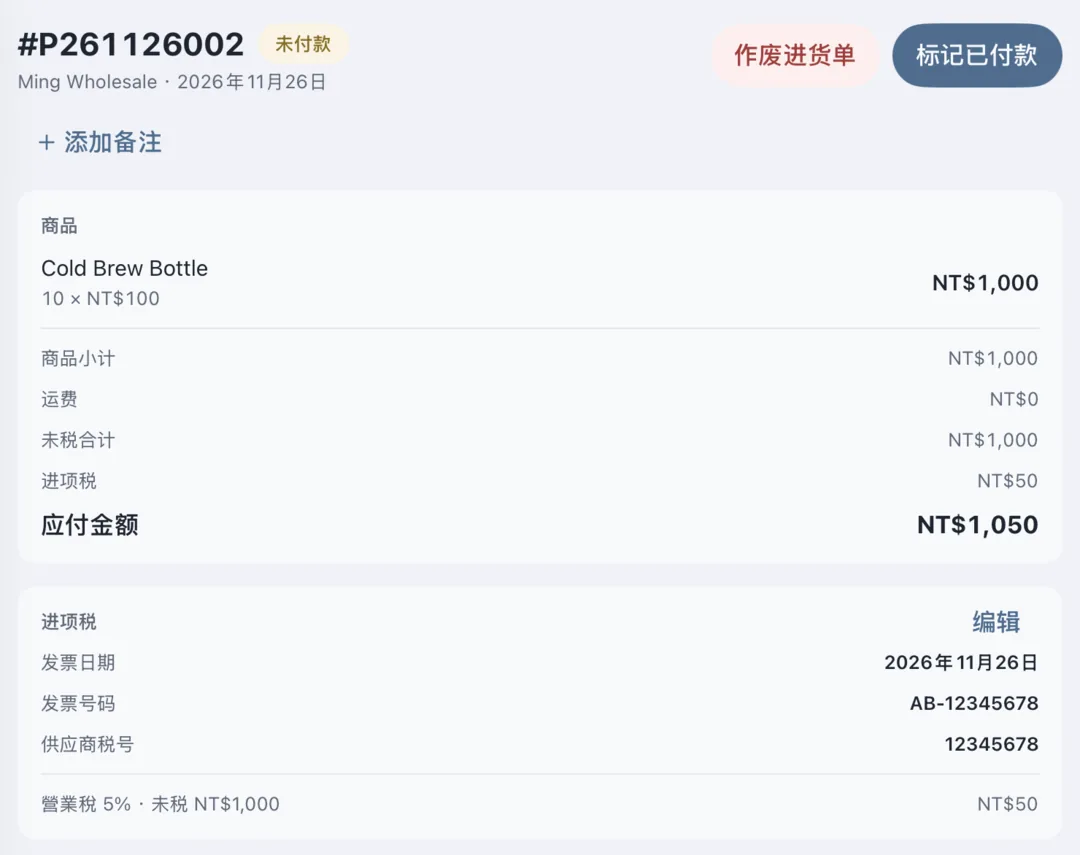 #P261126002 未付款 作废进货单 标记已付款
Ming Wholesale · 2026年11月26日
+ 添加备注
商品
Cold Brew Bottle
10 × NT$100 NT$1,000
商品小计 NT$1,000
运费 NT$0
未税合计 NT$1,000
进项税 NT$50
应付金额 NT$1,050
进项税 编辑
发票日期 2026年11月26日
发票号码 AB-12345678
供应商税号 12345678
營業稅 5% · 未税 NT$1,000 NT$50